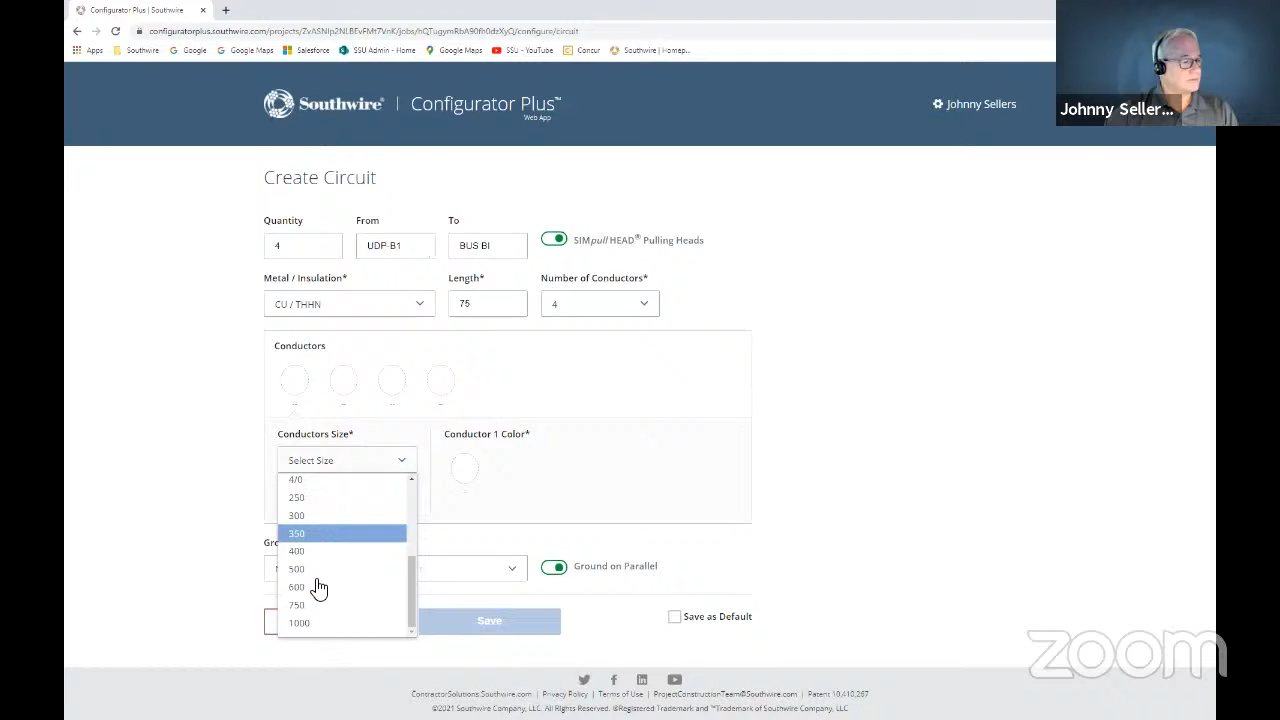 Configurator Plus | Southwire
configuratorplus.southwire.com/projects/ZvASNIp2NLBEvFMt7VnK/jobs/hQTugymRbA90fh0dzXyQ/configure/circuit
Apps Southwire Google Google Maps Salesforce SSU Admin - Home Google Maps SSU - YouTube Concur Southwire | Homep...
Southwire | Configurator Plus™
Web App
Johnny Sellers
Johnny Seller...
Create Circuit
Quantity From To
4 UDP-B1 BUS BI SIMpull HEAD® Pulling Heads
Metal / Insulation* Length* Number of Conductors*
CU / THHN 75 4
Conductors
Conductors Size* Conductor 1 Color*
Select Size
4/0
250
300
350
400
500
600
750
1000
Ground on Parallel
Save
Save as Default
zoom
ContractorSolutions.Southwire.com | Privacy Policy | Terms of Use | ProjectConstructionTeam@Southwire.com | Patent 10,410,267
©2021 Southwire Company, LLC. All Rights Reserved. ®Registered Trademark and ™Trademark of Southwire Company, LLC